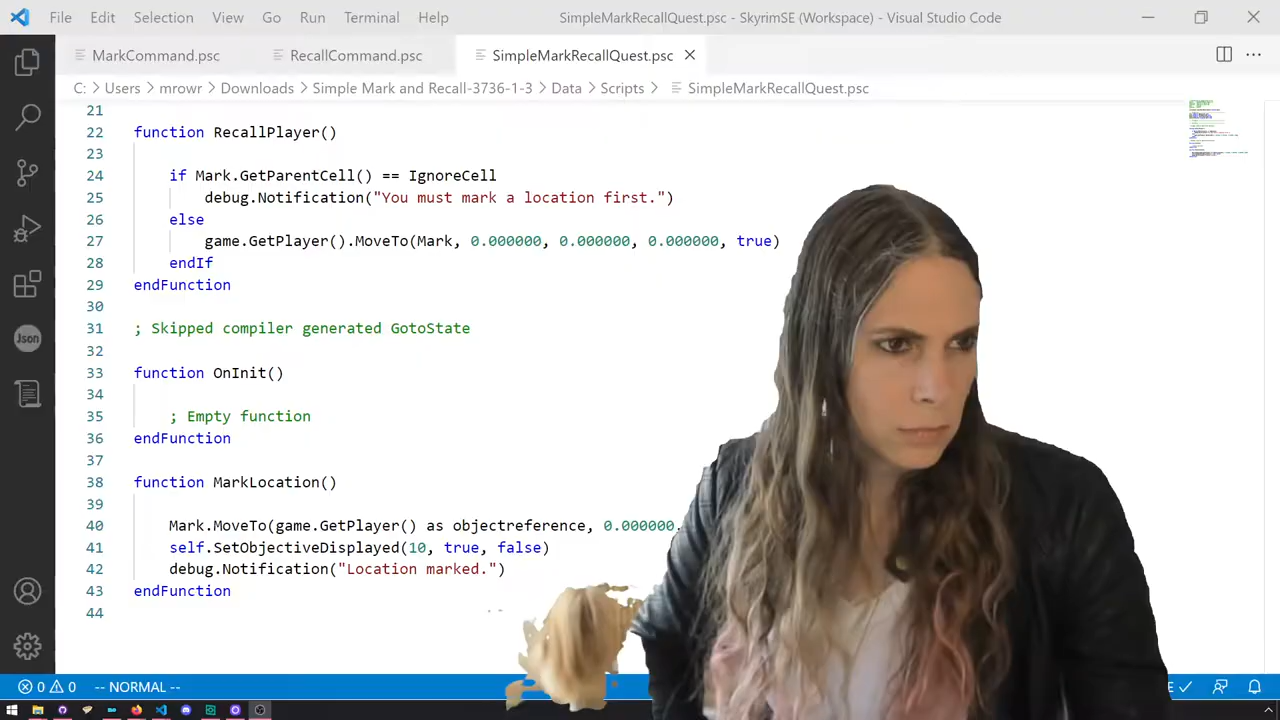 File Edit Selection View Go Run Terminal Help SimpleMarkRecallQuest.psc - SkyrimSE (Workspace) - Visual Studio Code
MarkCommand.psc RecallCommand.psc SimpleMarkRecallQuest.psc
C: > Users > mrowr > Downloads > Simple Mark and Recall-3736-1-3 > Data > Scripts > SimpleMarkRecallQuest.psc
21
22 function RecallPlayer()
23
24 if Mark.GetParentCell() == IgnoreCell
25 debug.Notification("You must mark a location first.")
26 else
27 game.GetPlayer().MoveTo(Mark, 0.000000, 0.000000, 0.000000, true)
28 endIf
29 endFunction
30
31 ; Skipped compiler generated GotoState
32
33 function OnInit()
34
35 ; Empty function
36 endFunction
37
38 function MarkLocation()
39
40 Mark.MoveTo(game.GetPlayer() as objectreference, 0.000000
41 self.SetObjectiveDisplayed(10, true, false)
42 debug.Notification("Location marked.")
43 endFunction
44
Json
0 0 -- NORMAL --